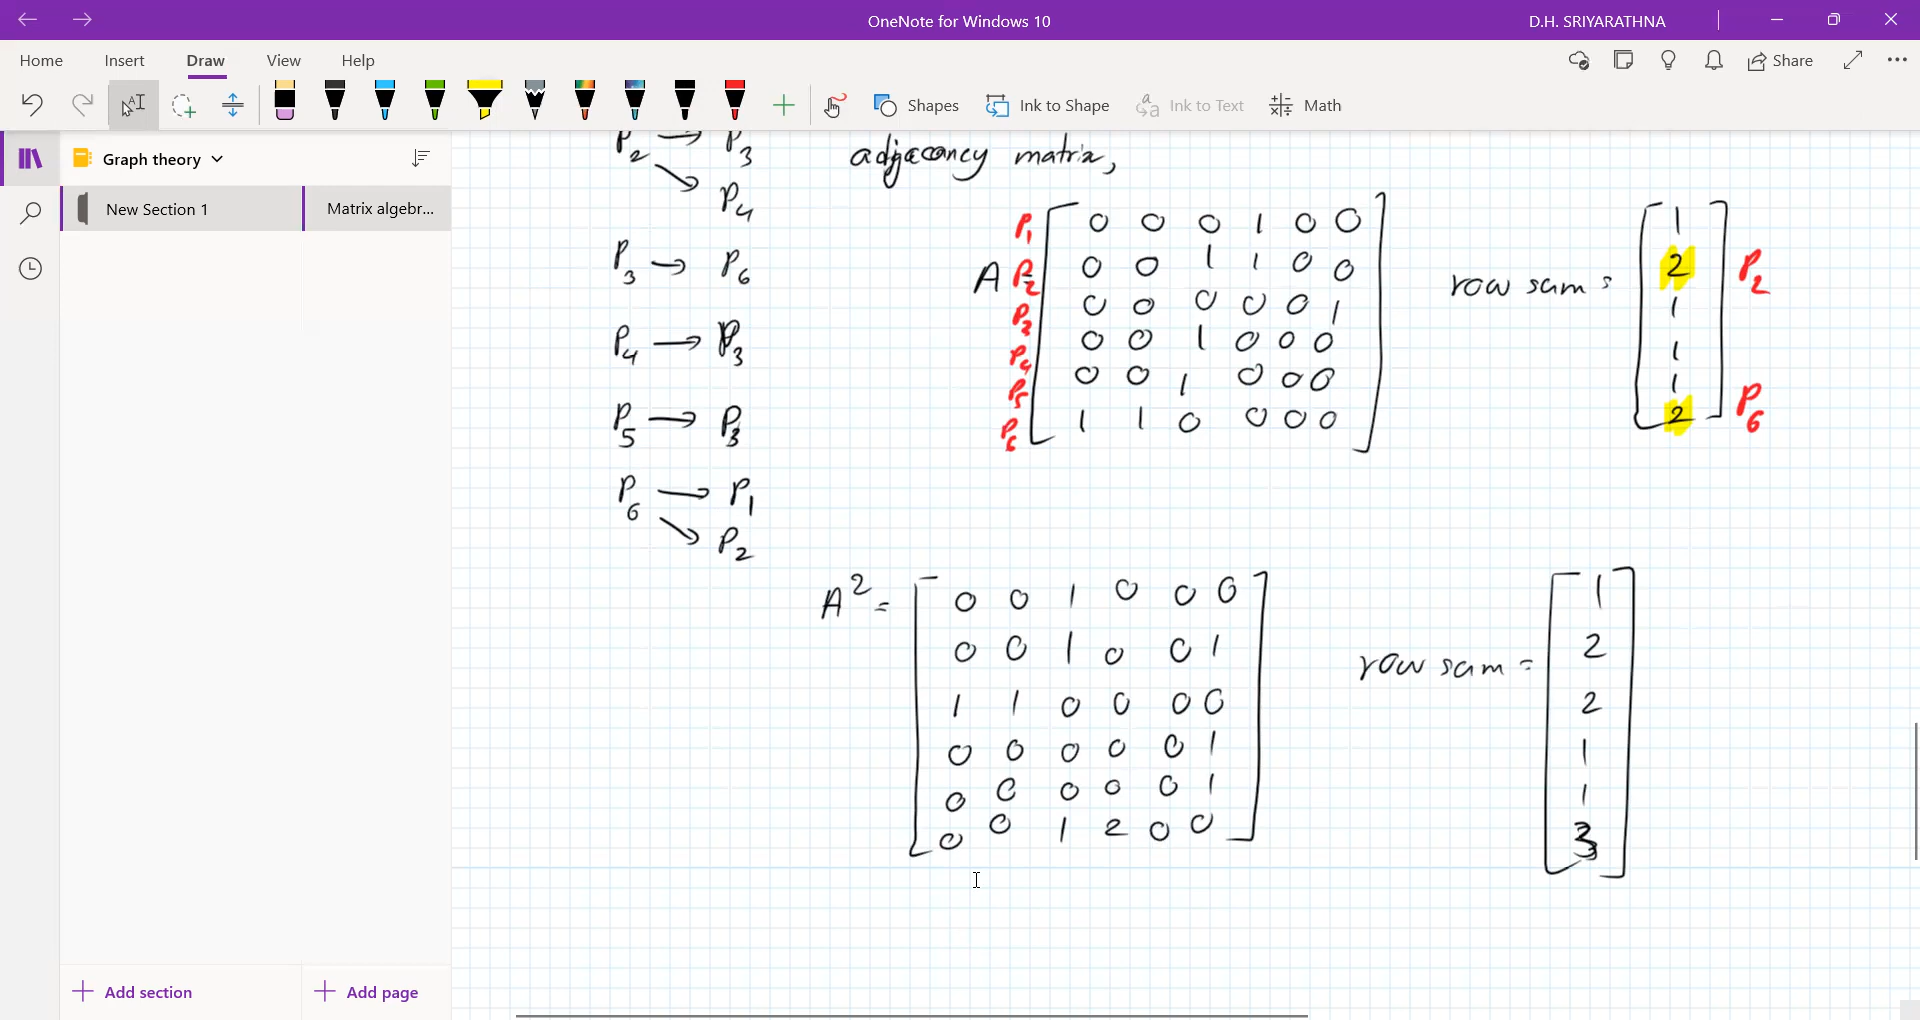 OneNote for Windows 10
D.H. SRIYARATHNA
Home Insert Draw View Help
Share
Shapes Ink to Shape Ink to Text Math
Graph theory
New Section 1
Matrix algebr...
P2 → P3
→ P4
P3 → P6
P4 → P3
P5 → P3
P6 → P1
→ P2
adjacancy matrix,
A
P1 0 0 0 1 0 0
P2 0 0 1 1 0 0
P3 0 0 0 0 0 1
P4 0 0 1 0 0 0
P5 0 0 1 0 0 0
P6 1 1 0 0 0 0
row sum =
1
2 P2
1
1
1
2 P6
A² =
0 0 1 0 0 0
0 0 1 0 0 1
1 1 0 0 0 0
0 0 0 0 0 1
0 0 0 0 0 1
0 0 1 2 0 0
row sum =
1
2
2
1
1
3
Add section
Add page